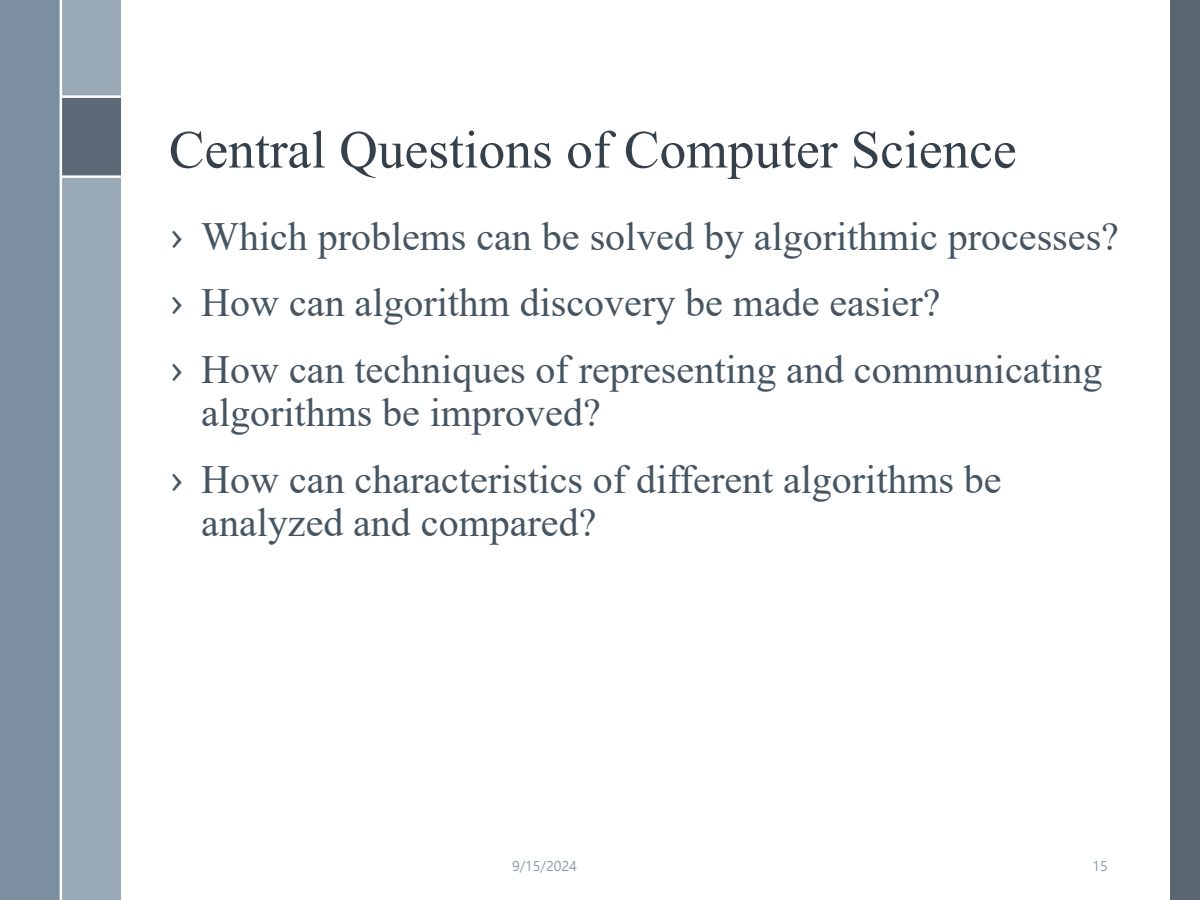 Central Questions of Computer Science
› Which problems can be solved by algorithmic processes?
› How can algorithm discovery be made easier?
› How can techniques of representing and communicating
algorithms be improved?
› How can characteristics of different algorithms be
analyzed and compared?
9/15/2024
15